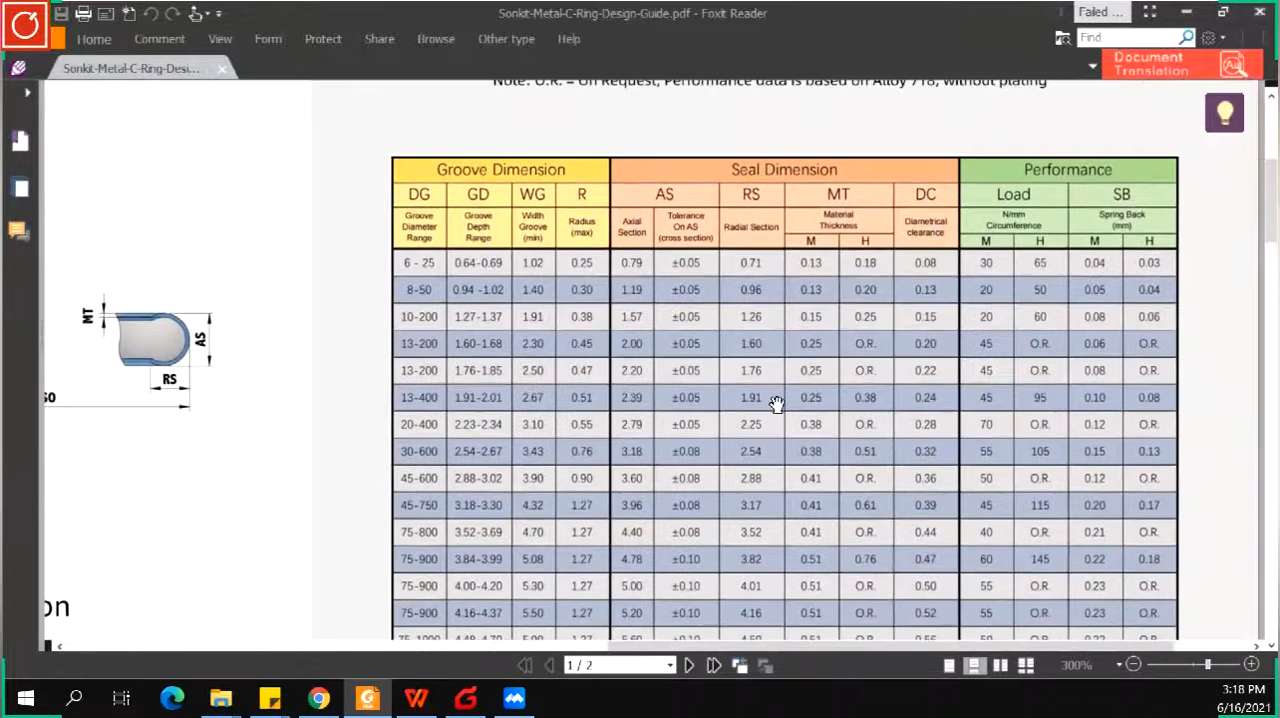 Sonkit-Metal-C-Ring-Design-Guide.pdf - Foxit Reader
Failed ...
Home Comment View Form Protect Share Browse Other type Help
Find
Sonkit-Metal-C-Ring-Desi...
Document
Translation
Note: O.R. = On Request, Performance data is based on Alloy 718, without plating
Groove Dimension Seal Dimension Performance
DG GD WG R AS RS MT DC Load SB
Groove Diameter Range Groove Depth Range Width Groove (min) Radius (max) Axial Section Tolerance On AS (cross section) Radial Section Material Thickness Diametrical clearance N/mm Circumference Spring Back (mm)
M H M H M H
6 - 25 0.64-0.69 1.02 0.25 0.79 ±0.05 0.71 0.13 0.18 0.08 30 65 0.04 0.03
8-50 0.94 -1.02 1.40 0.30 1.19 ±0.05 0.96 0.13 0.20 0.13 20 50 0.05 0.04
10-200 1.27-1.37 1.91 0.38 1.57 ±0.05 1.26 0.15 0.25 0.15 20 60 0.08 0.06
13-200 1.60-1.68 2.30 0.45 2.00 ±0.05 1.60 0.25 O.R. 0.20 45 O.R. 0.06 O.R.
13-200 1.76-1.85 2.50 0.47 2.20 ±0.05 1.76 0.25 O.R. 0.22 45 O.R. 0.08 O.R.
13-400 1.91-2.01 2.67 0.51 2.39 ±0.05 1.91 0.25 0.38 0.24 45 95 0.10 0.08
20-400 2.23-2.34 3.10 0.55 2.79 ±0.05 2.25 0.38 O.R. 0.28 70 O.R. 0.12 O.R.
30-600 2.54-2.67 3.43 0.76 3.18 ±0.08 2.54 0.38 0.51 0.32 55 105 0.15 0.13
45-600 2.88-3.02 3.90 0.90 3.60 ±0.08 2.88 0.41 O.R. 0.36 50 O.R. 0.12 O.R.
45-750 3.18-3.30 4.32 1.27 3.96 ±0.08 3.17 0.41 0.61 0.39 45 115 0.20 0.17
75-800 3.52-3.69 4.70 1.27 4.40 ±0.08 3.52 0.41 O.R. 0.44 40 O.R. 0.21 O.R.
75-900 3.84-3.99 5.08 1.27 4.78 ±0.10 3.82 0.51 0.76 0.47 60 145 0.22 0.18
75-900 4.00-4.20 5.30 1.27 5.00 ±0.10 4.01 0.51 O.R. 0.50 55 O.R. 0.23 O.R.
75-900 4.16-4.37 5.50 1.27 5.20 ±0.10 4.16 0.51 O.R. 0.52 55 O.R. 0.23 O.R.
MT
AS
RS
on
1 / 2
300%
3:18 PM
6/16/2021